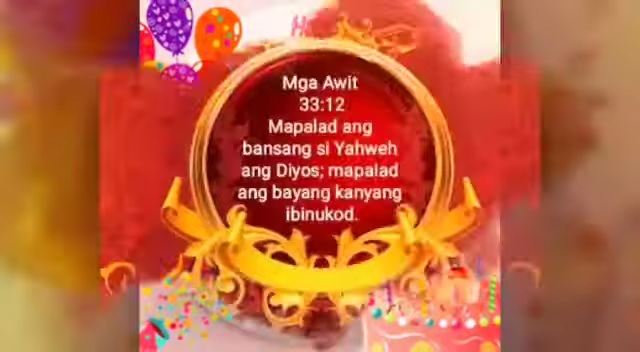 Mga Awit
33:12
Mapalad ang
bansang si Yahweh
ang Diyos; mapalad
ang bayang kanyang
ibinukod.